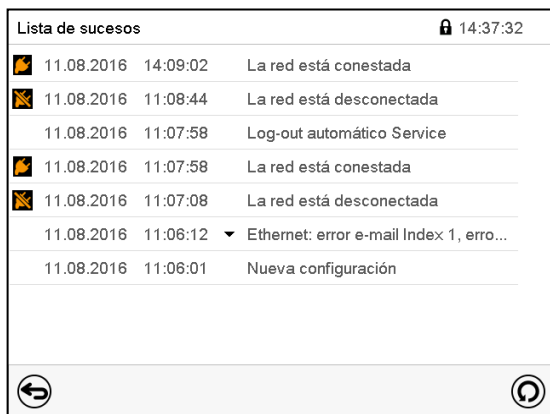 Lista de sucesos 14:37:32
11.08.2016 14:09:02 La red está conestada
11.08.2016 11:08:44 La red está desconectada
11.08.2016 11:07:58 Log-out automático Service
11.08.2016 11:07:58 La red está conestada
11.08.2016 11:07:08 La red está desconectada
11.08.2016 11:06:12 Ethernet: error e-mail Index 1, erro...
11.08.2016 11:06:01 Nueva configuración